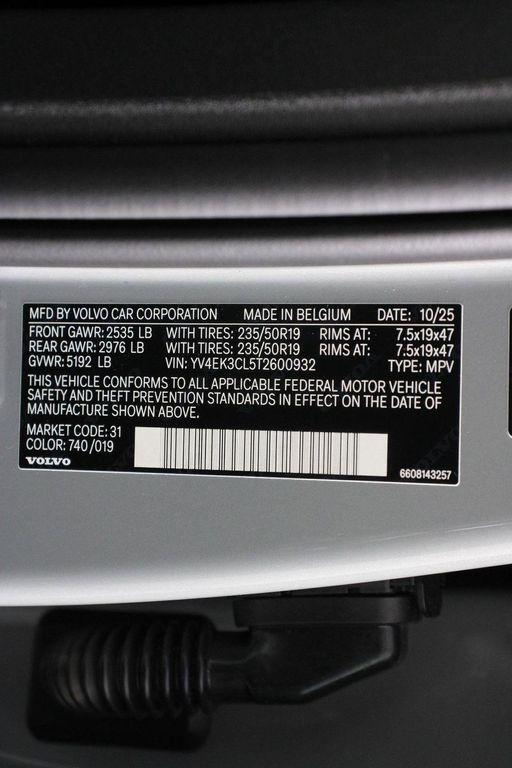 MFD BY VOLVO CAR CORPORATION MADE IN BELGIUM DATE: 10/25
FRONT GAWR: 2535 LB WITH TIRES: 235/50R19 RIMS AT: 7.5x19x47
REAR GAWR: 2976 LB WITH TIRES: 235/50R19 RIMS AT: 7.5x19x47
GVWR: 5192 LB VIN: YV4EK3CL5T2600932 TYPE: MPV
THIS VEHICLE CONFORMS TO ALL APPLICABLE FEDERAL MOTOR VEHICLE
SAFETY AND THEFT PREVENTION STANDARDS IN EFFECT ON THE DATE OF
MANUFACTURE SHOWN ABOVE.
MARKET CODE: 31
COLOR: 740 /019
VOLVO
6608143257